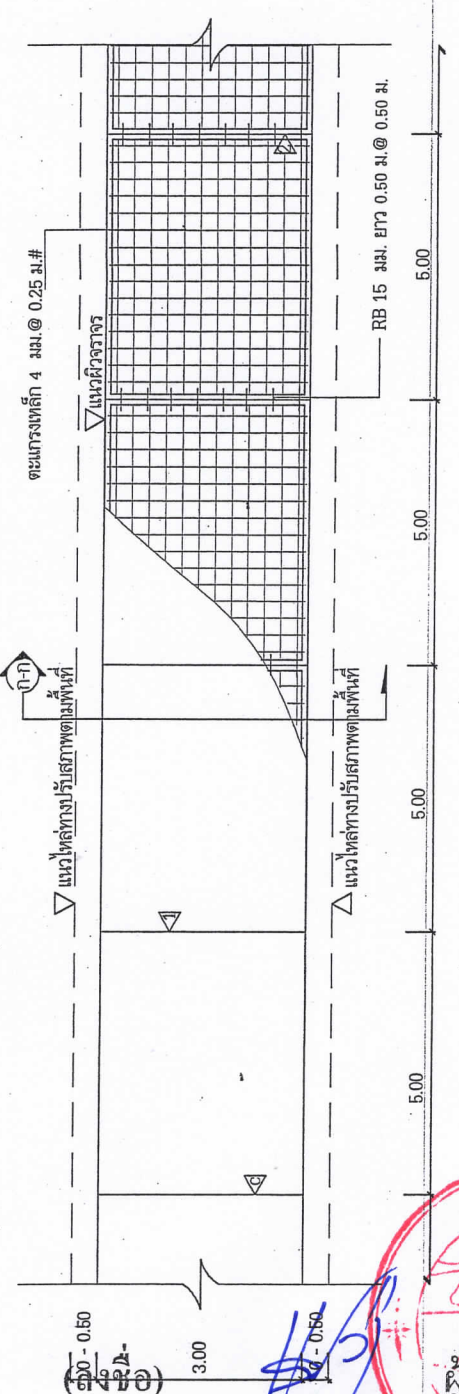 ตะแกรงเหล็ก 4 มม.@ 0.25 ม.#
แนวผิวจราจร
ก-ก
แนวไหล่ทางปรับสภาพตามพื้นที่
RB 15 มม. ยาว 0.50 ม.@ 0.50 ม.
1
C
แนวไหล่ทางปรับสภาพตามพื้นที่
- 0.50
3.00
- 0.50
5.00
5.00
5.00
5.00